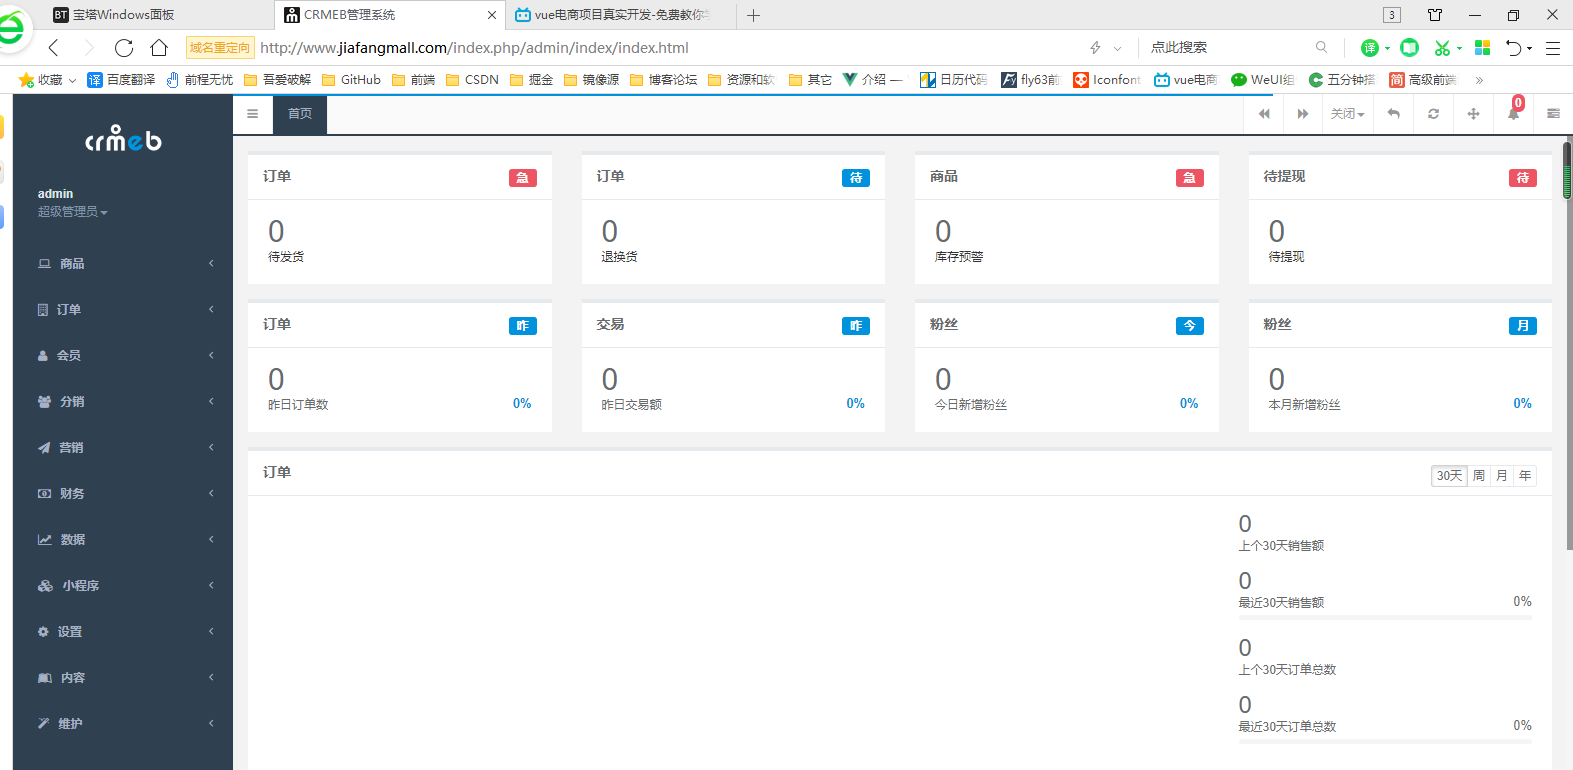 BT 宝塔Windows面板
CRMEB管理系统
vue电商项目真实开发-免费教你
3
域名重定向 http://www.jiafangmall.com/index.php/admin/index/index.html
点此搜索
译
收藏
译 百度翻译
前程无忧
吾爱破解
GitHub
前端
CSDN
掘金
镜像源
博客论坛
资源和软
其它
介绍 —
日历代码
Fy fly63前
Iconfont
vue电商
WeUI组
五分钟搭
简 高级前端
crmeb
admin
超级管理员
商品
订单
会员
分销
营销
财务
数据
小程序
设置
内容
维护
首页
关闭
0
订单 急
0
待发货
订单 待
0
退换货
商品 急
0
库存预警
待提现 待
0
待提现
订单 昨
0
昨日订单数 0%
交易 昨
0
昨日交易额 0%
粉丝 今
0
今日新增粉丝 0%
粉丝 月
0
本月新增粉丝 0%
订单
30天 周 月 年
0
上个30天销售额
0
最近30天销售额 0%
0
上个30天订单总数
0
最近30天订单总数 0%